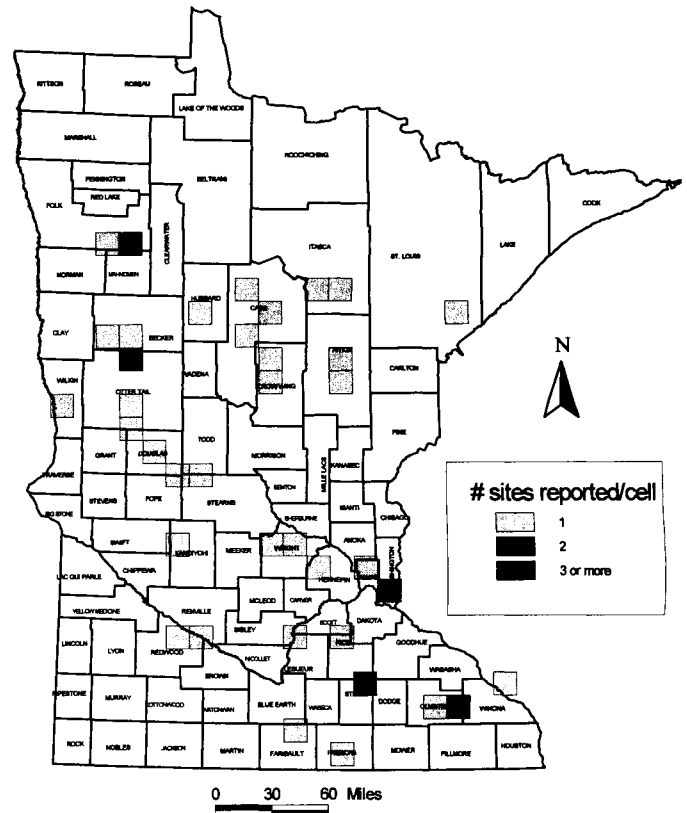 KITTSON
ROSEAU
LAKE OF THE WOODS
MARSHALL
KOOCHICHING
PENNINGTON
BELTRAMI
RED LAKE
POLK
COOK
CLEARWATER
ITASCA
LAKE
ST. LOUIS
NORMAN
MAHNOMEN
HUBBARD
CASS
CLAY
BECKER
N
AITKIN
CARLTON
WADENA
CROW WING
WILKIN
OTTER TAIL
PINE
TODD
MORRISON
MILLE LACS
KANABEC
GRANT
DOUGLAS
TRAVERSE
BENTON
STEVENS
POPE
STEARNS
ISANTI
CHISAGO
BIG STONE
SHERBURNE
# sites reported/cell
1
2
3 or more
SWIFT
KANDIYOHI
MEEKER
WRIGHT
ANOKA
WASHINGTON
CHIPPEWA
HENNEPIN
LAC QUI PARLE
MCLEOD
CARVER
RENVILLE
YELLOW MEDICINE
SCOTT
DAKOTA
SIBLEY
LINCOLN
LYON
REDWOOD
NICOLLET
LESUEUR
RICE
GOODHUE
WABASHA
BROWN
PIPESTONE
MURRAY
COTTONWOOD
WATONWAN
BLUE EARTH
WASECA
DODGE
OLMSTED
WINONA
ROCK
NOBLES
JACKSON
MARTIN
FARIBAULT
FREEBORN
MOWER
FILLMORE
HOUSTON
0 30 60 Miles